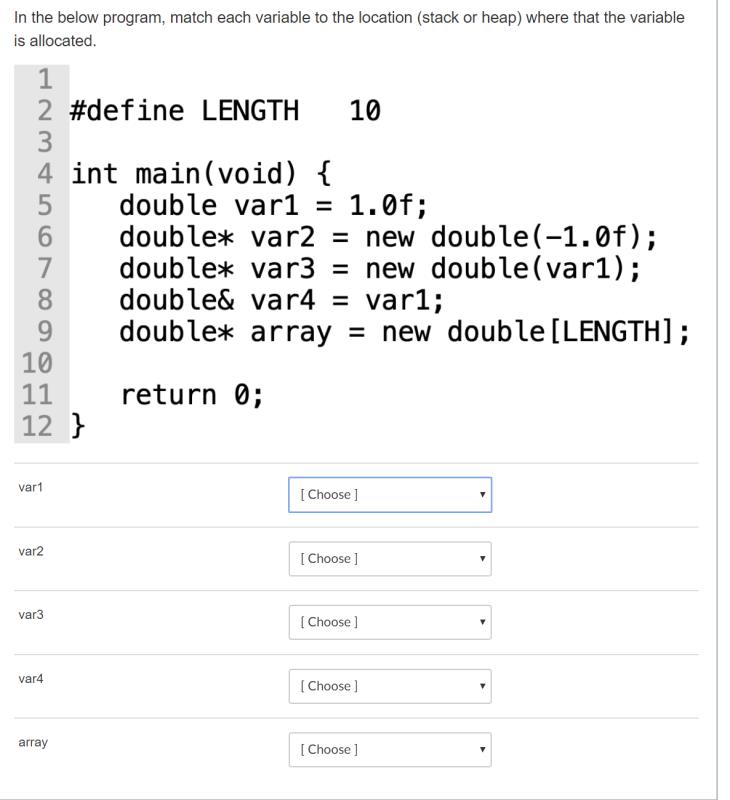 In the below program, match each variable to the location (stack or heap) where that the variable
is allocated.
1
2 #define LENGTH   10
3
4 int main(void) {
5    double var1 = 1.0f;
6    double* var2 = new double(-1.0f);
7    double* var3 = new double(var1);
8    double& var4 = var1;
9    double* array = new double[LENGTH];
10
11    return 0;
12 }
var1 [ Choose ]
var2 [ Choose ]
var3 [ Choose ]
var4 [ Choose ]
array [ Choose ]